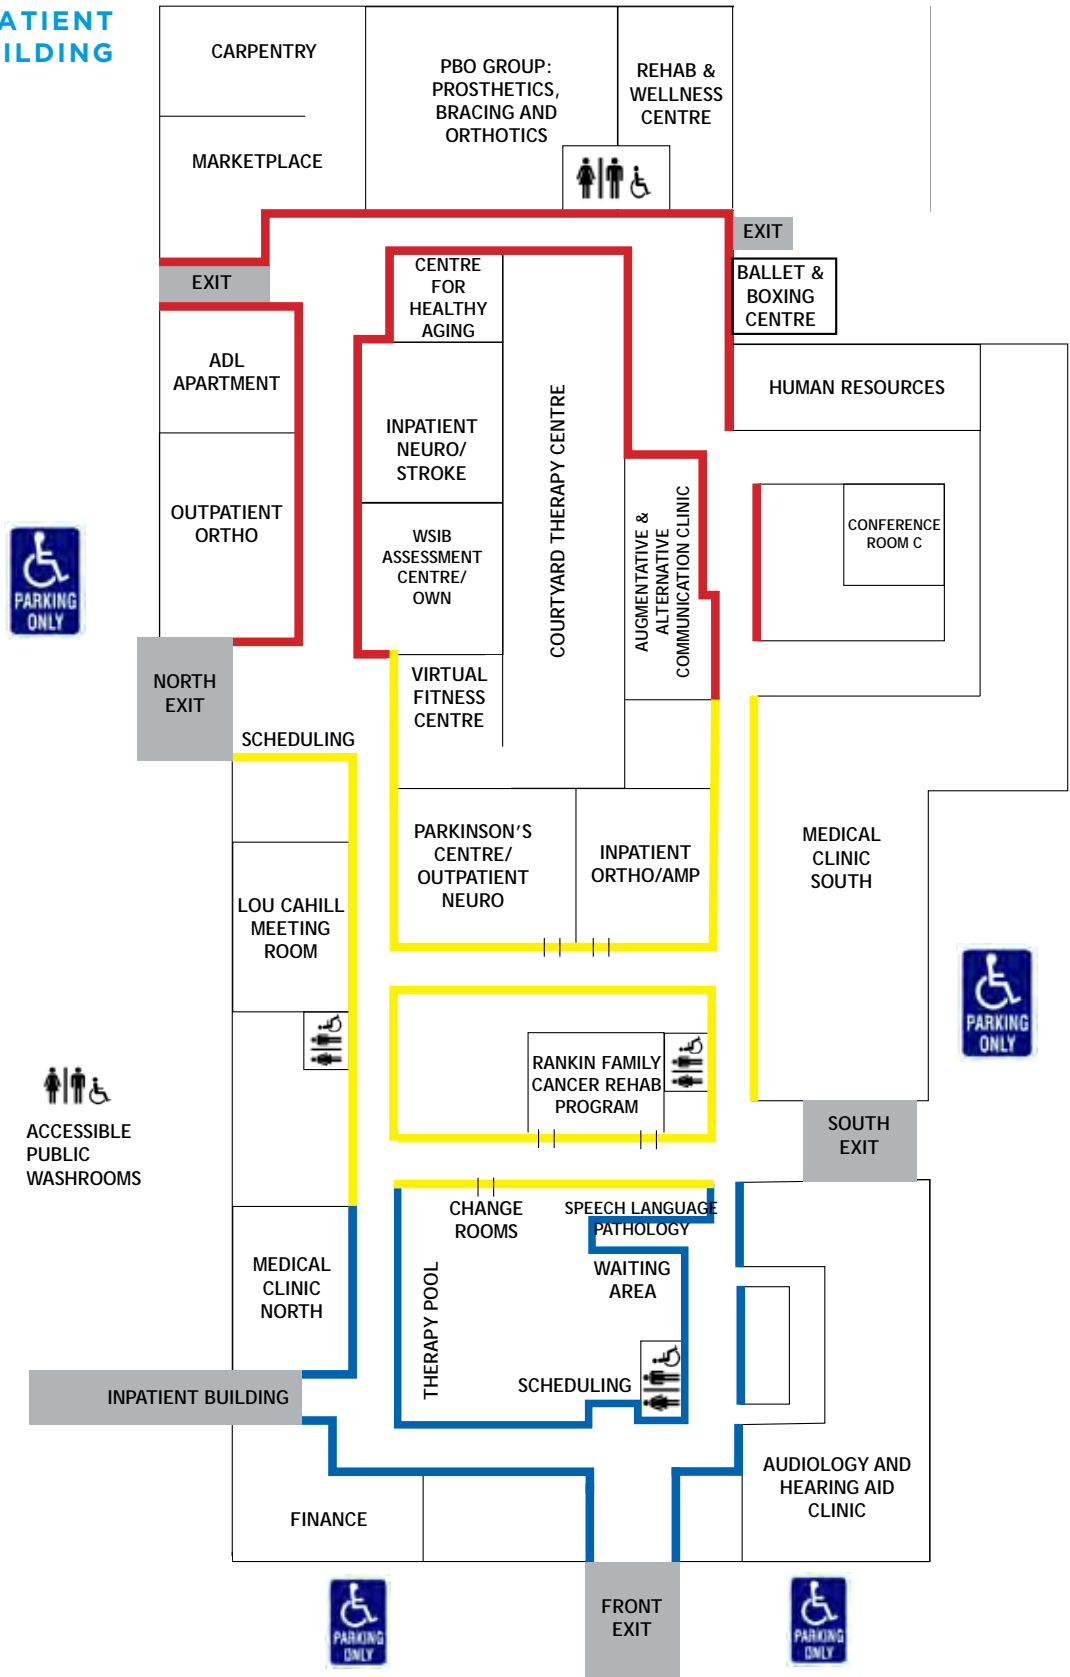 ATIENT
ILDING
CARPENTRY
PBO GROUP:
PROSTHETICS,
BRACING AND
ORTHOTICS
REHAB &
WELLNESS
CENTRE
MARKETPLACE
EXIT
EXIT
BALLET &
BOXING
CENTRE
CENTRE
FOR
HEALTHY
AGING
ADL
APARTMENT
HUMAN RESOURCES
INPATIENT
NEURO/
STROKE
COURTYARD THERAPY CENTRE
OUTPATIENT
ORTHO
WSIB
ASSESSMENT
CENTRE/
OWN
AUGMENTATIVE &
ALTERNATIVE
COMMUNICATION CLINIC
CONFERENCE
ROOM C
PARKING
ONLY
NORTH
EXIT
VIRTUAL
FITNESS
CENTRE
SCHEDULING
PARKINSON'S
CENTRE/
OUTPATIENT
NEURO
INPATIENT
ORTHO/AMP
MEDICAL
CLINIC
SOUTH
LOU CAHILL
MEETING
ROOM
PARKING
ONLY
RANKIN FAMILY
CANCER REHAB
PROGRAM
ACCESSIBLE
PUBLIC
WASHROOMS
SOUTH
EXIT
CHANGE
ROOMS
SPEECH LANGUAGE
PATHOLOGY
WAITING
AREA
MEDICAL
CLINIC
NORTH
THERAPY POOL
SCHEDULING
INPATIENT BUILDING
AUDIOLOGY AND
HEARING AID
CLINIC
FINANCE
FRONT
EXIT
PARKING
ONLY
PARKING
ONLY